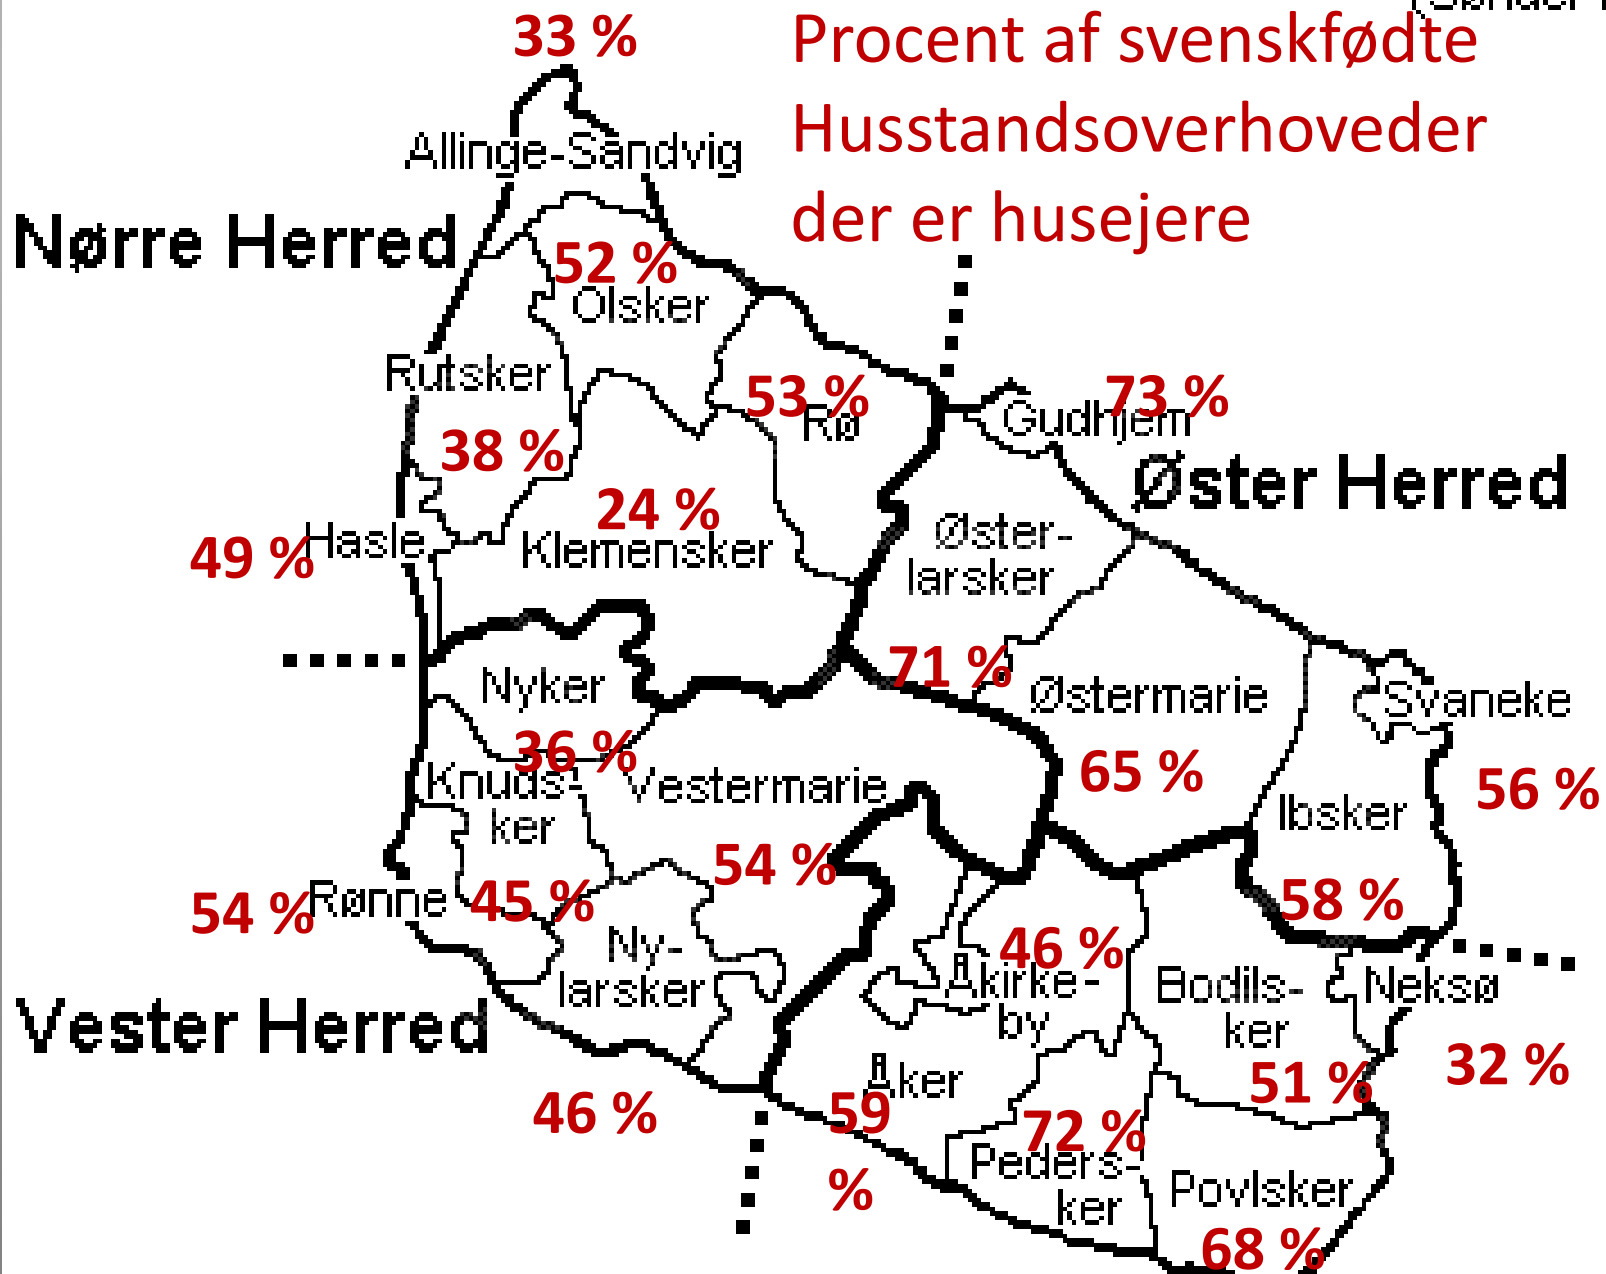 (Sønder
33 %
Procent af svenskfødte
Husstandsoverhoveder
der er husejere
Allinge-Sandvig
Nørre Herred
52 %
Olsker
Rutsker
38 %
53 %
Rø
73 %
Gudhjem
Øster Herred
24 %
Klemensker
49 %
Hasle
Øster-
larsker
71 %
Nyker
36 %
Østermarie
65 %
Svaneke
56 %
Knuds-
ker
45 %
Vestermarie
54 %
Ibsker
58 %
54 %
Rønne
Ny-
larsker
46 %
Vester Herred
46 %
Åkirke-
by
Bodils-
ker
51 %
Neksø
32 %
Åker
59
%
72 %
Peders-
ker
Povlsker
68 %